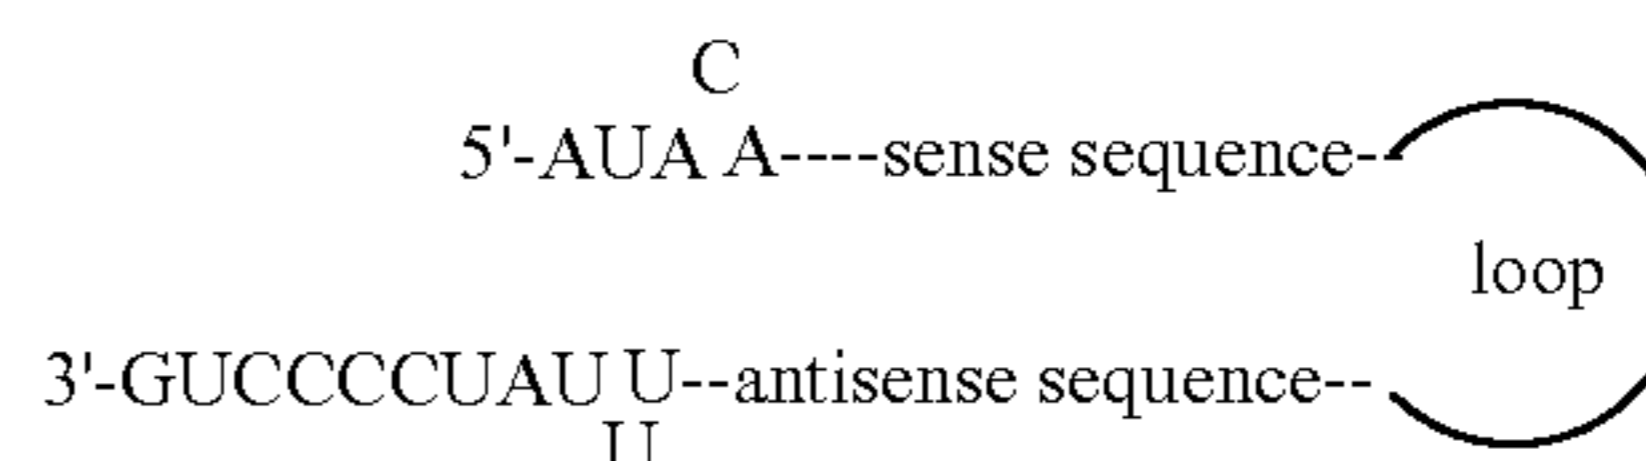 C
5'-AUA A----sense sequence--
loop
3'-GUCCCCUAU U--antisense sequence--
U